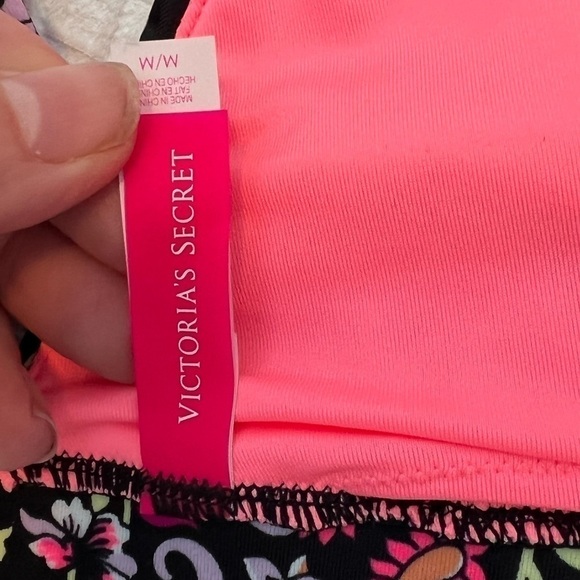 M/M
MADE IN CHINA
FAIT EN CHINE
HECHO EN CHINA
VICTORIA'S SECRET